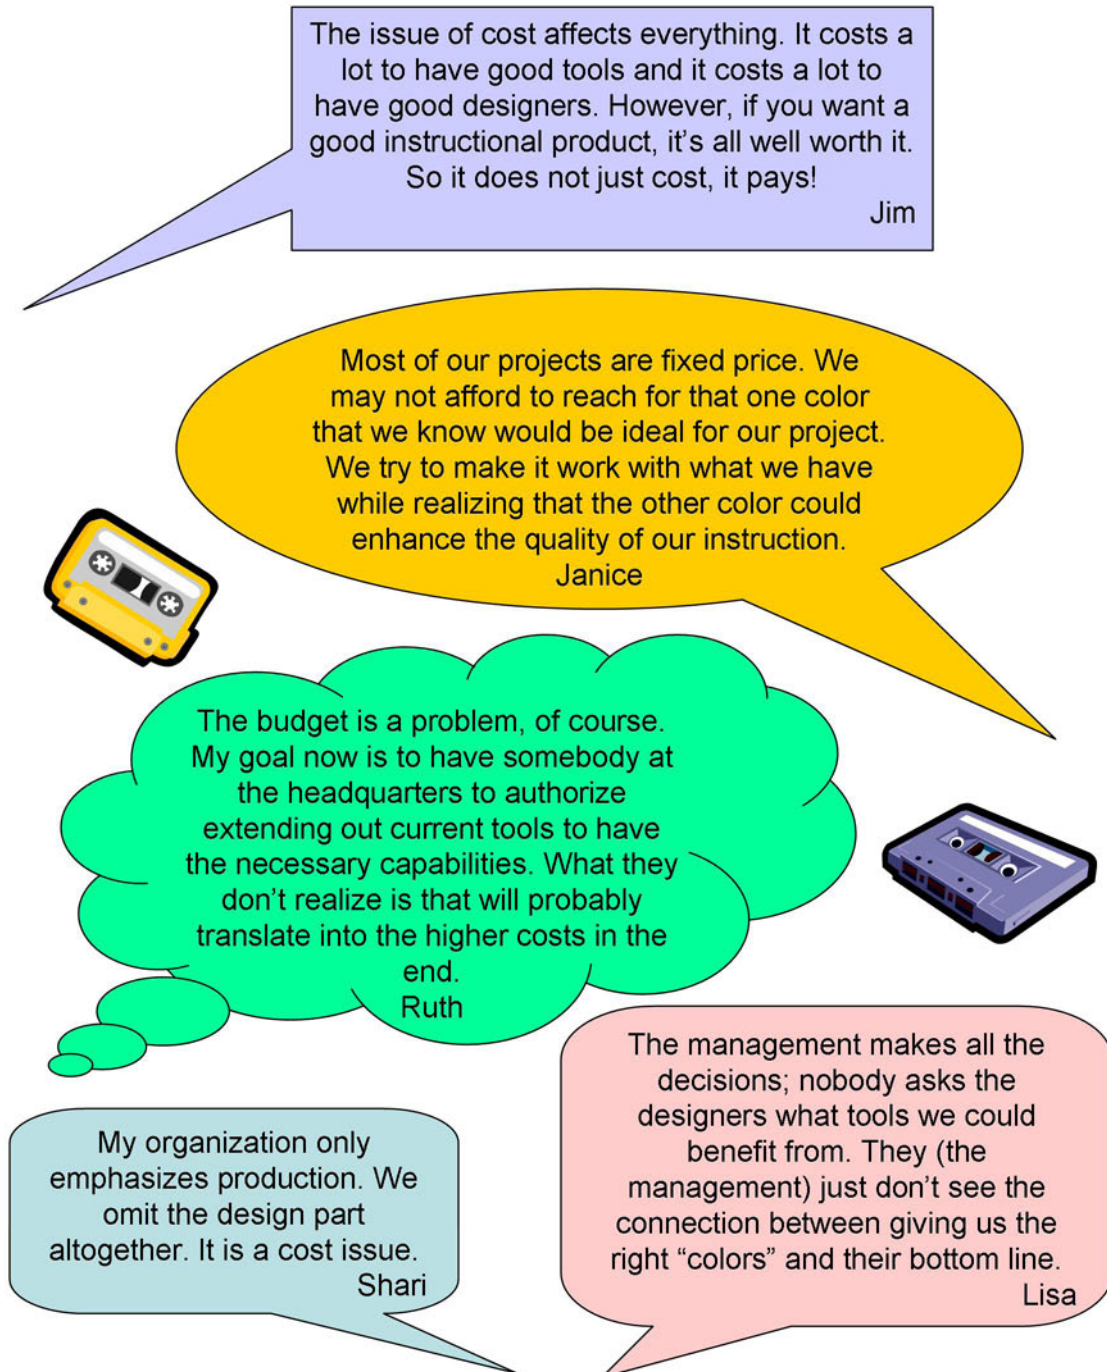 The issue of cost affects everything. It costs a
lot to have good tools and it costs a lot to
have good designers. However, if you want a
good instructional product, it’s all well worth it.
So it does not just cost, it pays!
Jim
Most of our projects are fixed price. We
may not afford to reach for that one color
that we know would be ideal for our project.
We try to make it work with what we have
while realizing that the other color could
enhance the quality of our instruction.
Janice
The budget is a problem, of course.
My goal now is to have somebody at
the headquarters to authorize
extending out current tools to have
the necessary capabilities. What they
don’t realize is that will probably
translate into the higher costs in the
end.
Ruth
The management makes all the
decisions; nobody asks the
designers what tools we could
benefit from. They (the
management) just don’t see the
connection between giving us the
right “colors” and their bottom line.
Lisa
My organization only
emphasizes production. We
omit the design part
altogether. It is a cost issue.
Shari